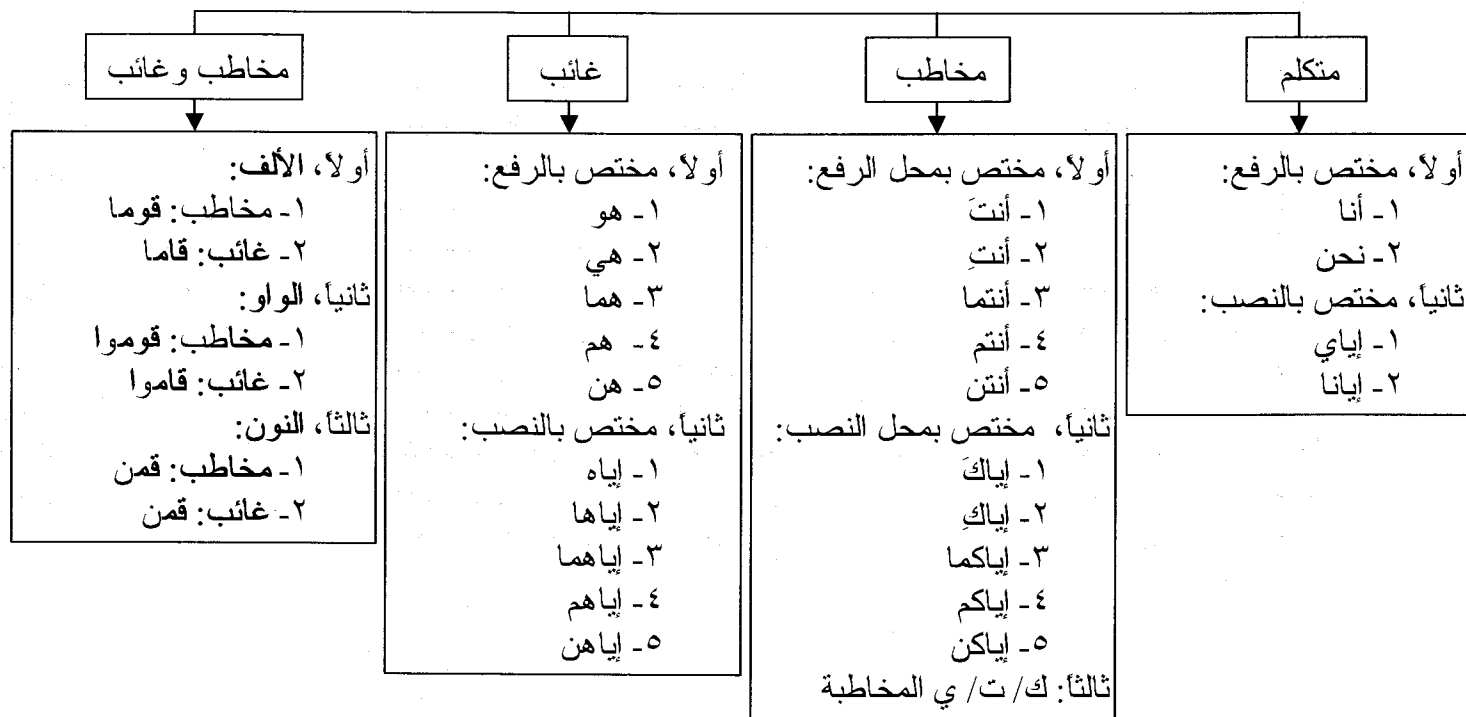 متكلم
أولاً، مختص بالرفع:
١- أنا
٢- نحن
ثانياً، مختص بالنصب:
١- إياي
٢- إيانا
مخاطب
أولاً، مختص بمحل الرفع:
١- أنتَ
٢- أنتِ
٣- أنتما
٤- أنتم
٥- أنتن
ثانياً، مختص بمحل النصب:
١- إياكَ
٢- إياكِ
٣- إياكما
٤- إياكم
٥- إياكن
ثالثاً: ك/ ت/ ي المخاطبة
غائب
أولاً، مختص بالرفع:
١- هو
٢- هي
٣- هما
٤- هم
٥- هن
ثانياً، مختص بالنصب:
١- إياه
٢- إياها
٣- إياهما
٤- إياهم
٥- إياهن
مخاطب وغائب
أولاً، الألف:
١- مخاطب: قوما
٢- غائب: قاما
ثانياً، الواو:
١- مخاطب: قوموا
٢- غائب: قاموا
ثالثاً، النون:
١- مخاطب: قمن
٢- غائب: قمن